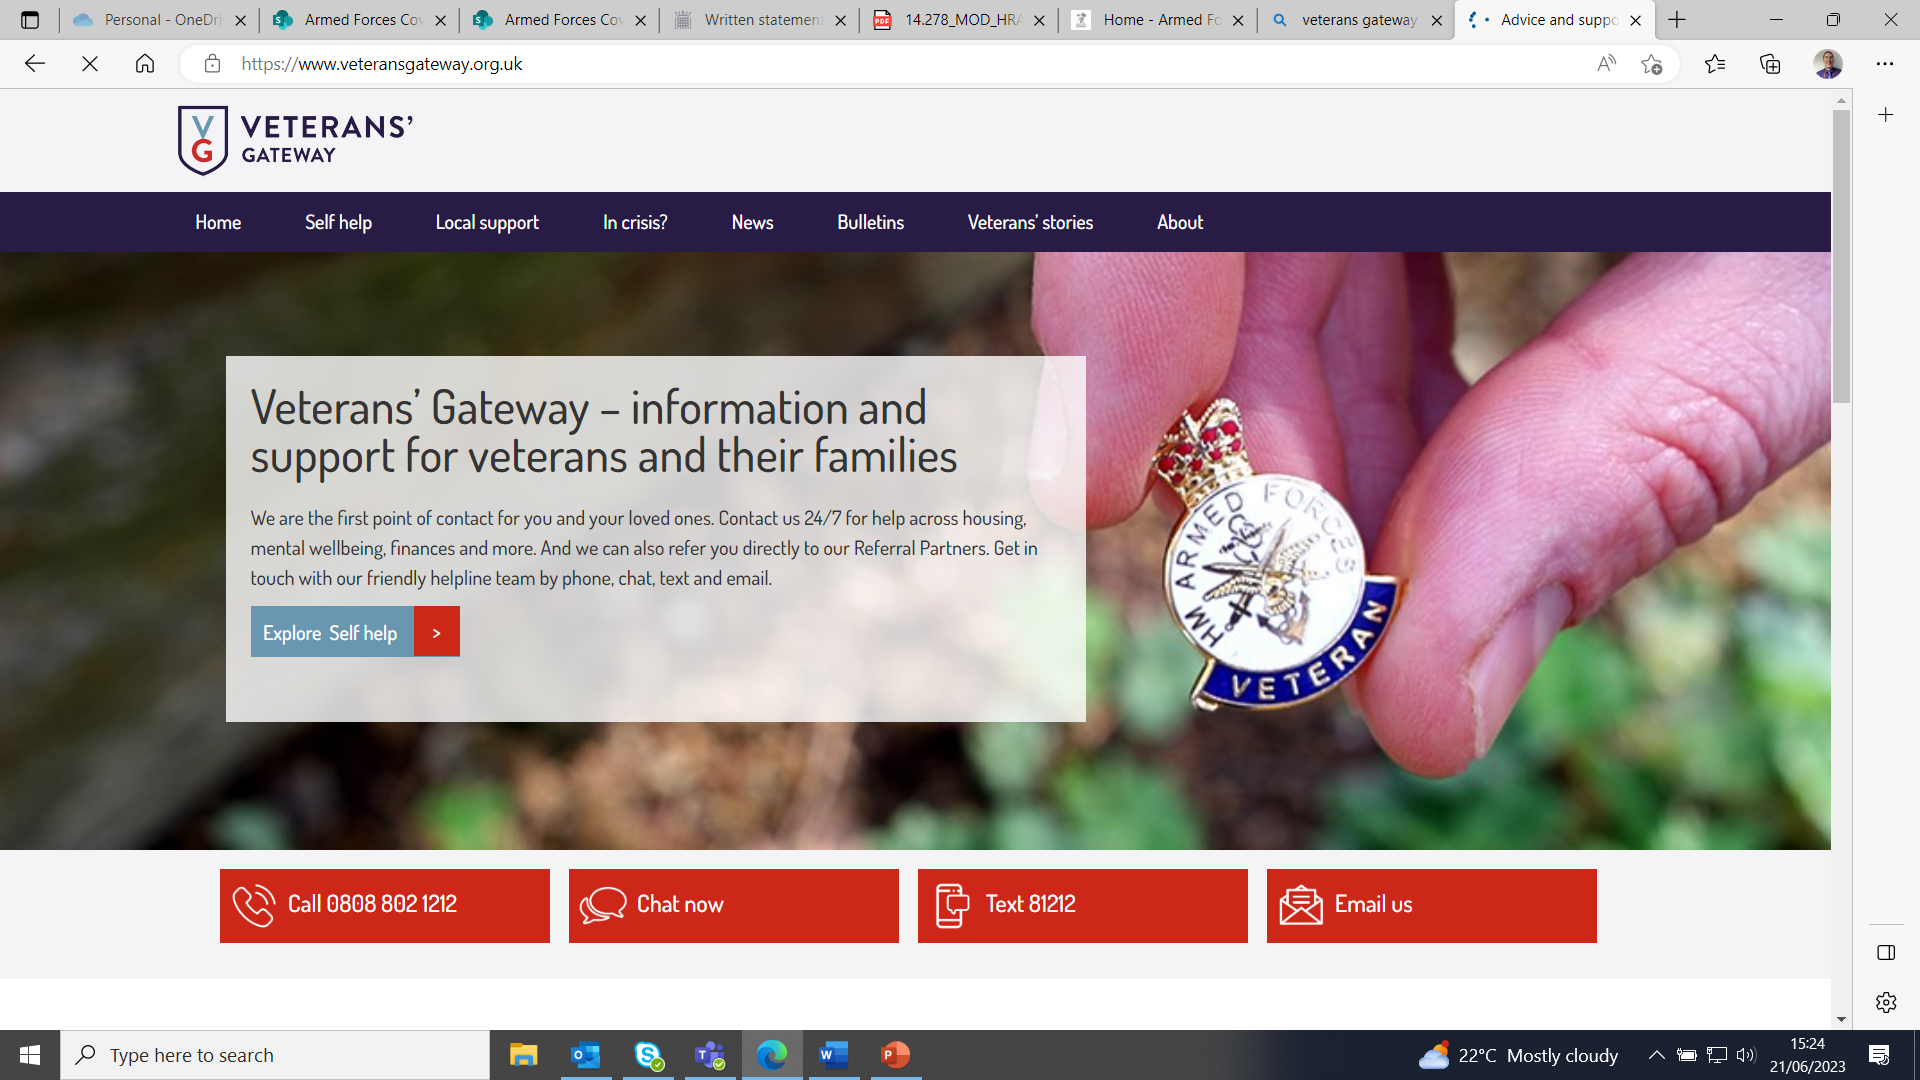 Personal - OneDri
Armed Forces Cov
Armed Forces Cov
Written statement
14.278_MOD_HRA
Home - Armed Fo
veterans gateway
Advice and suppo
https://www.veteransgateway.org.uk
VG
VETERANS'
GATEWAY
Home Self help Local support In crisis? News Bulletins Veterans' stories About
Veterans' Gateway – information and
support for veterans and their families
We are the first point of contact for you and your loved ones. Contact us 24/7 for help across housing,
mental wellbeing, finances and more. And we can also refer you directly to our Referral Partners. Get in
touch with our friendly helpline team by phone, chat, text and email.
Explore Self help >
HM ARMED FORCES
VETERAN
Call 0808 802 1212
Chat now
Text 81212
Email us
Type here to search
22°C Mostly cloudy
15:24
21/06/2023